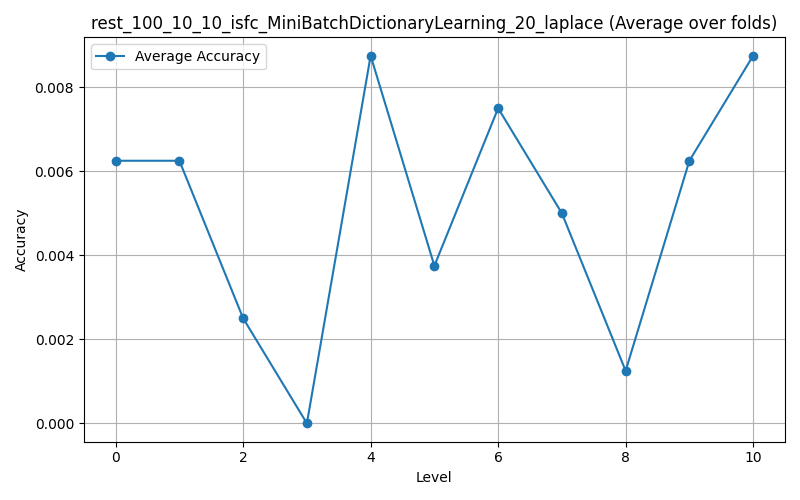 rest_100_10_10_isfc_MiniBatchDictionaryLearning_20_laplace (Average over folds)
Average Accuracy
0.008
0.006
0.004
0.002
0.000
Accuracy
0 2 4 6 8 10
Level